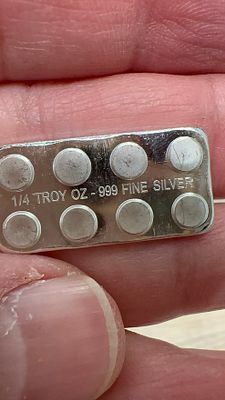 1/4 TROY OZ - 999 FINE SILVER